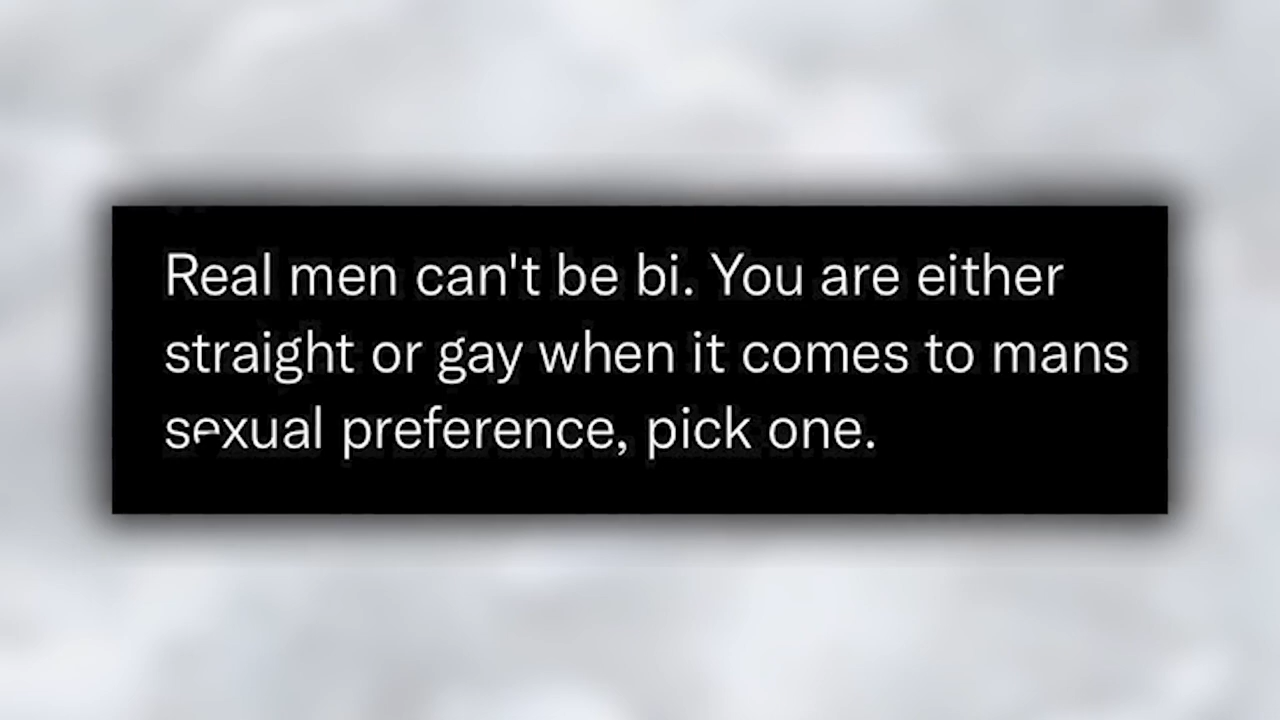 Real men can't be bi. You are either
straight or gay when it comes to mans
sexual preference, pick one.